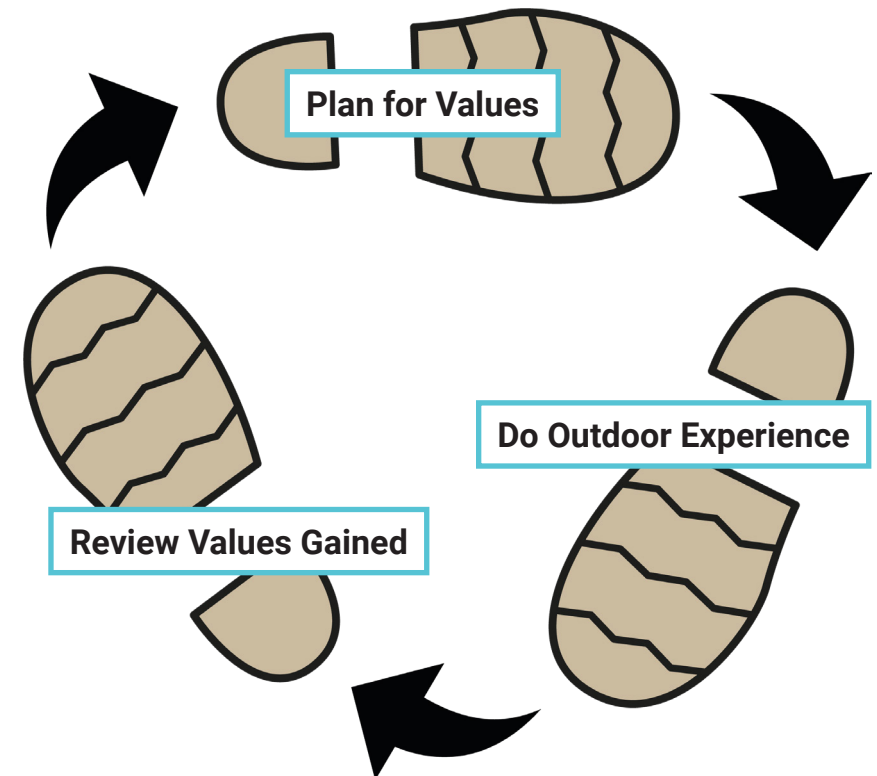 Plan for Values
Do Outdoor Experience
Review Values Gained